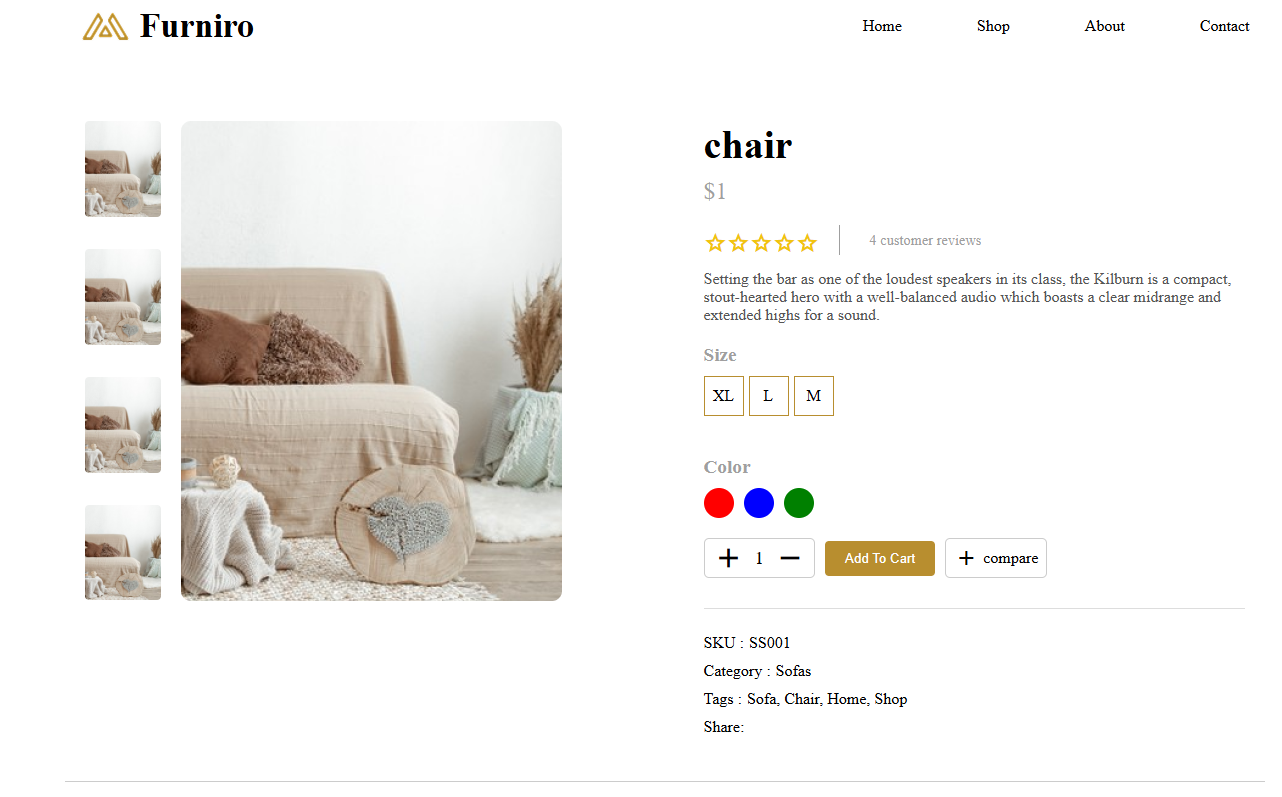 Furniro
Home Shop About Contact
chair
$1
4 customer reviews
Setting the bar as one of the loudest speakers in its class, the Kilburn is a compact,
stout-hearted hero with a well-balanced audio which boasts a clear midrange and
extended highs for a sound.
Size
XL L M
Color
+ 1 − Add To Cart + compare
SKU : SS001
Category : Sofas
Tags : Sofa, Chair, Home, Shop
Share: